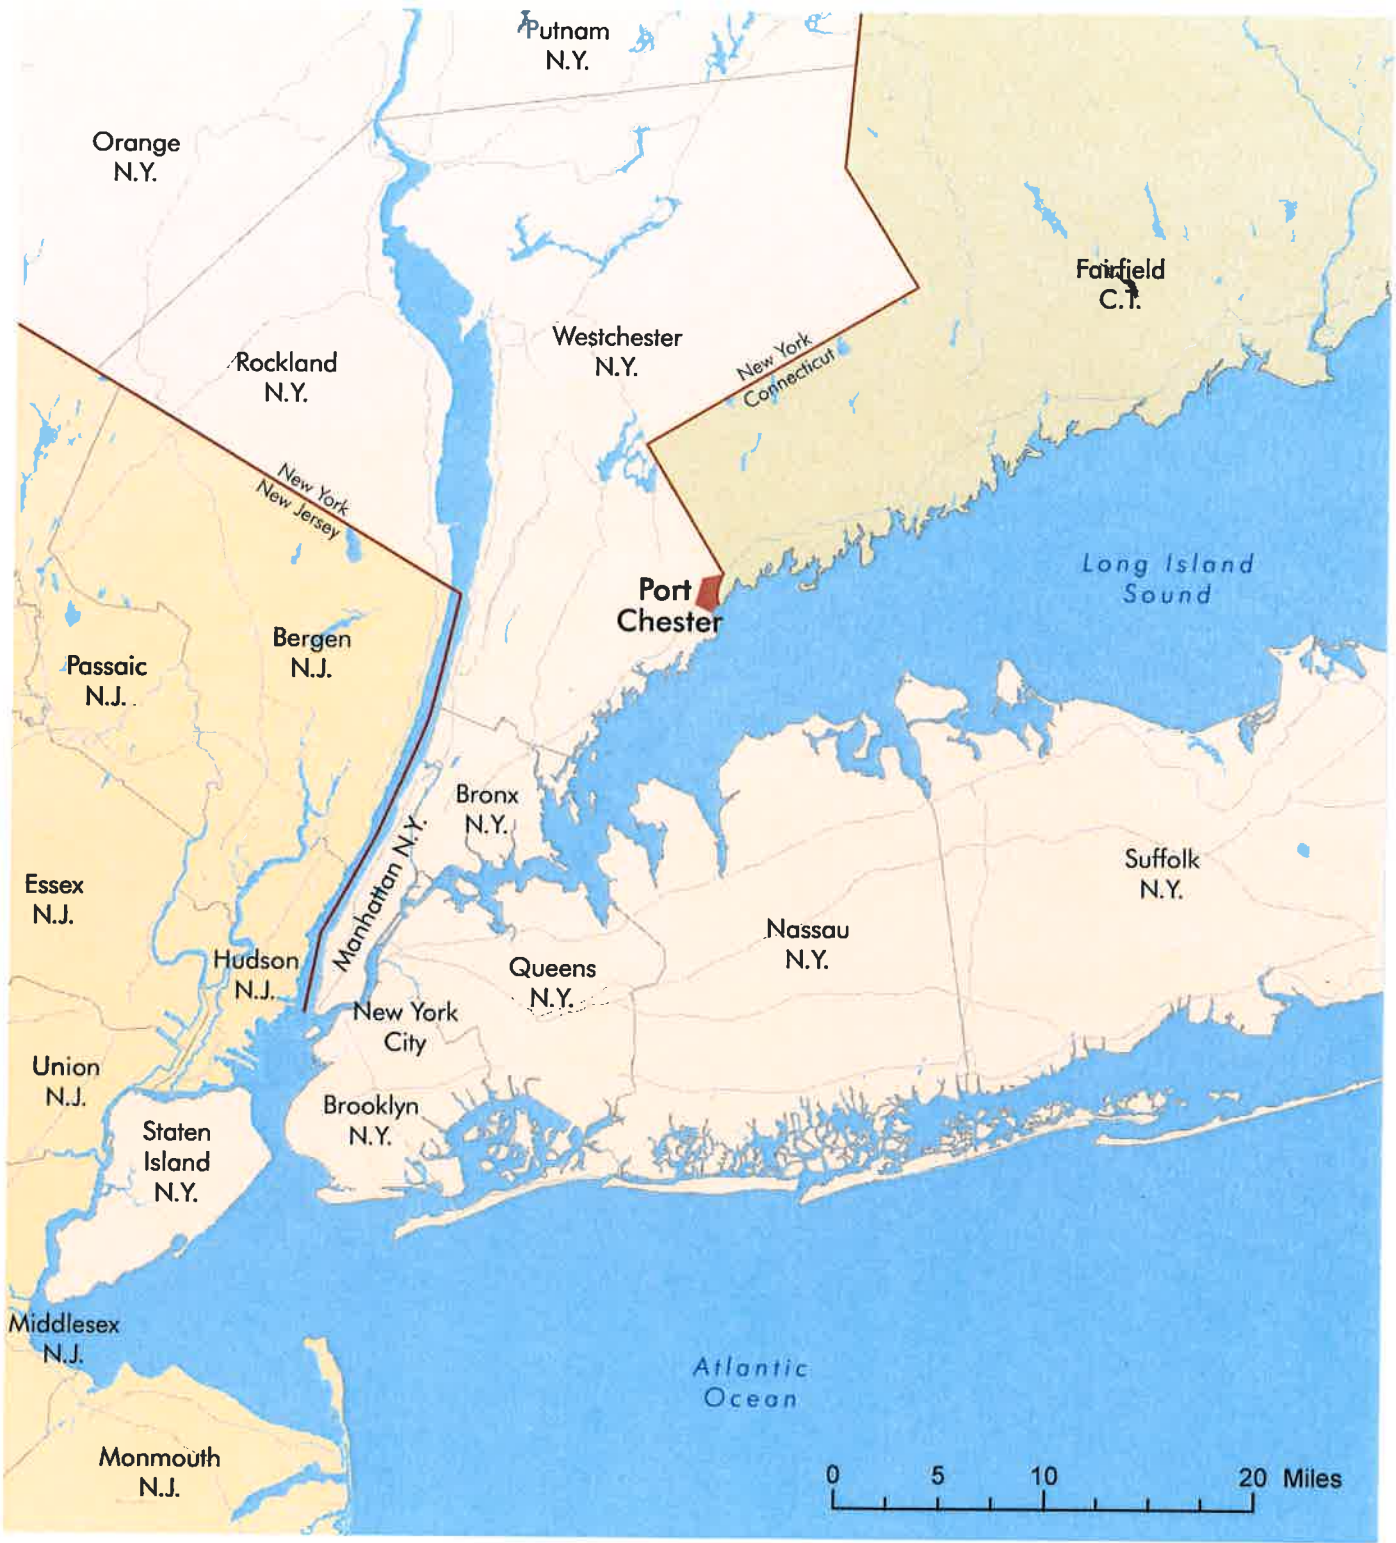 Putnam
N.Y.
Orange
N.Y.
Fairfield
C.T.
Westchester
N.Y.
New York
Connecticut
Rockland
N.Y.
New York
New Jersey
Long Island
Sound
Port
Chester
Bergen
N.J.
Passaic
N.J.
Bronx
N.Y.
Manhattan N.Y.
Suffolk
N.Y.
Essex
N.J.
Nassau
N.Y.
Hudson
N.J.
Queens
N.Y.
New York
City
Union
N.J.
Brooklyn
N.Y.
Staten
Island
N.Y.
Middlesex
N.J.
Atlantic
Ocean
Monmouth
N.J.
0 5 10 20 Miles